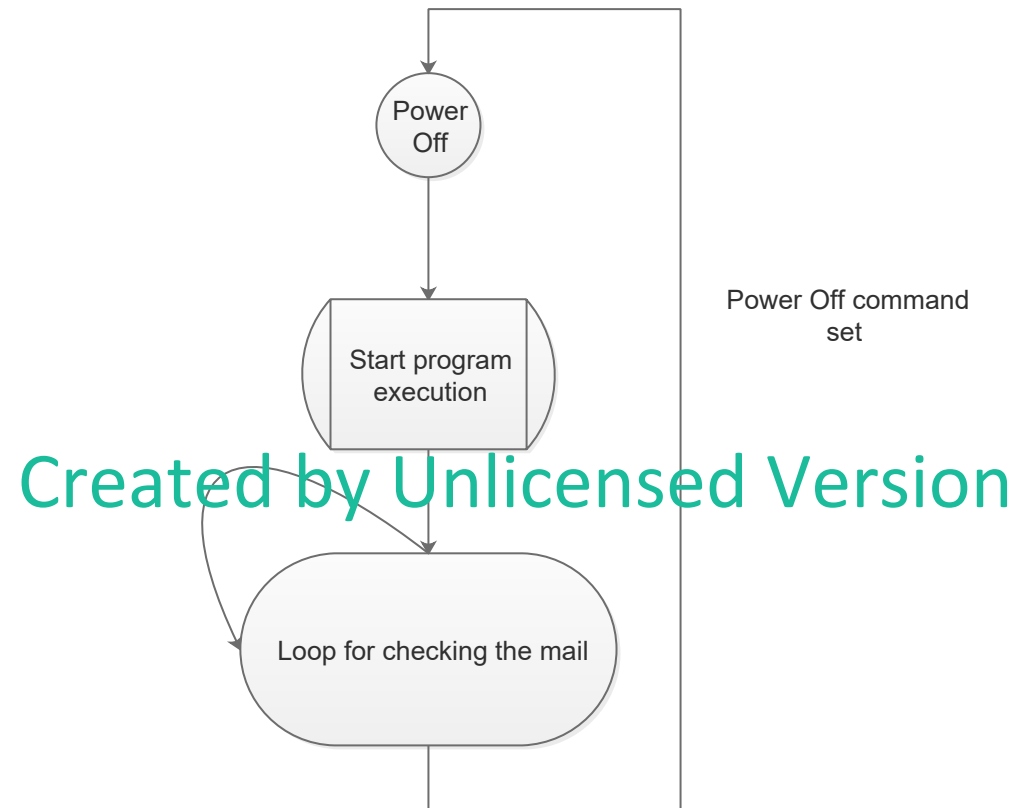 Power
Off
Power Off command
set
Start program
execution
Created by Unlicensed Version
Loop for checking the mail